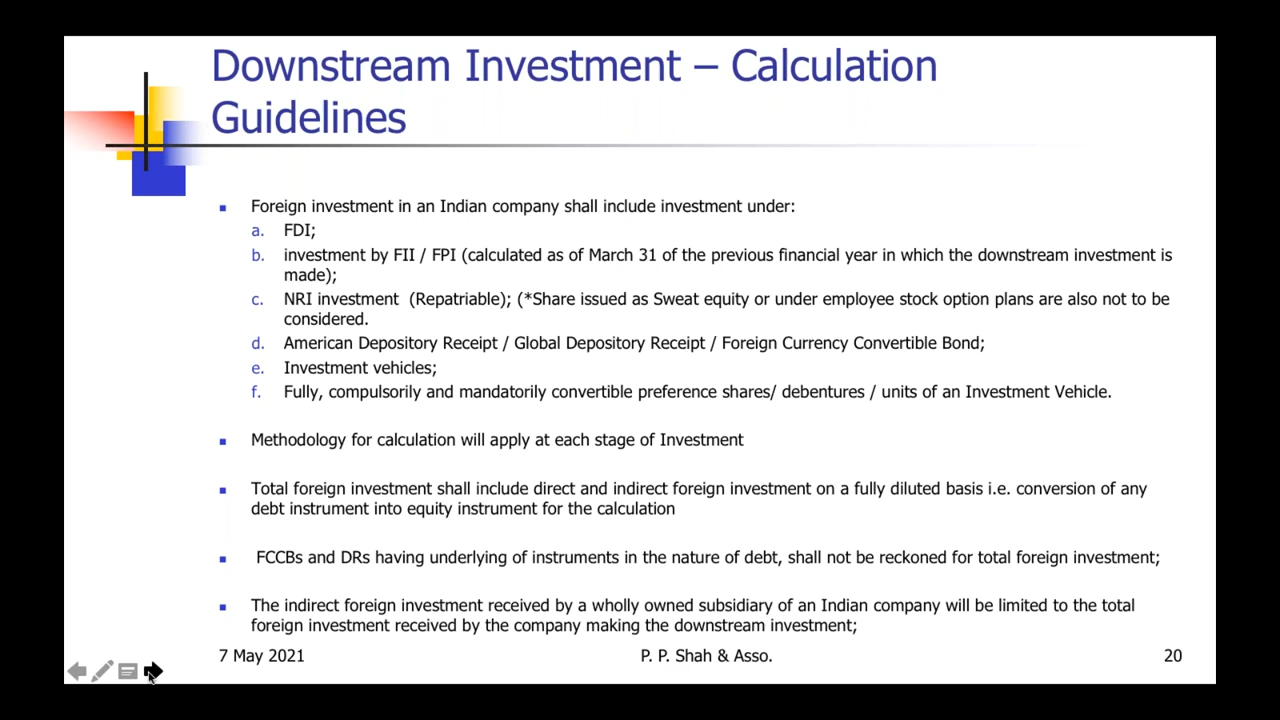 Downstream Investment – Calculation
Guidelines
Foreign investment in an Indian company shall include investment under:
a. FDI;
b. investment by FII / FPI (calculated as of March 31 of the previous financial year in which the downstream investment is
made);
c. NRI investment (Repatriable); (*Share issued as Sweat equity or under employee stock option plans are also not to be
considered.
d. American Depository Receipt / Global Depository Receipt / Foreign Currency Convertible Bond;
e. Investment vehicles;
f. Fully, compulsorily and mandatorily convertible preference shares/ debentures / units of an Investment Vehicle.
Methodology for calculation will apply at each stage of Investment
Total foreign investment shall include direct and indirect foreign investment on a fully diluted basis i.e. conversion of any
debt instrument into equity instrument for the calculation
FCCBs and DRs having underlying of instruments in the nature of debt, shall not be reckoned for total foreign investment;
The indirect foreign investment received by a wholly owned subsidiary of an Indian company will be limited to the total
foreign investment received by the company making the downstream investment;
7 May 2021
P. P. Shah & Asso.
20